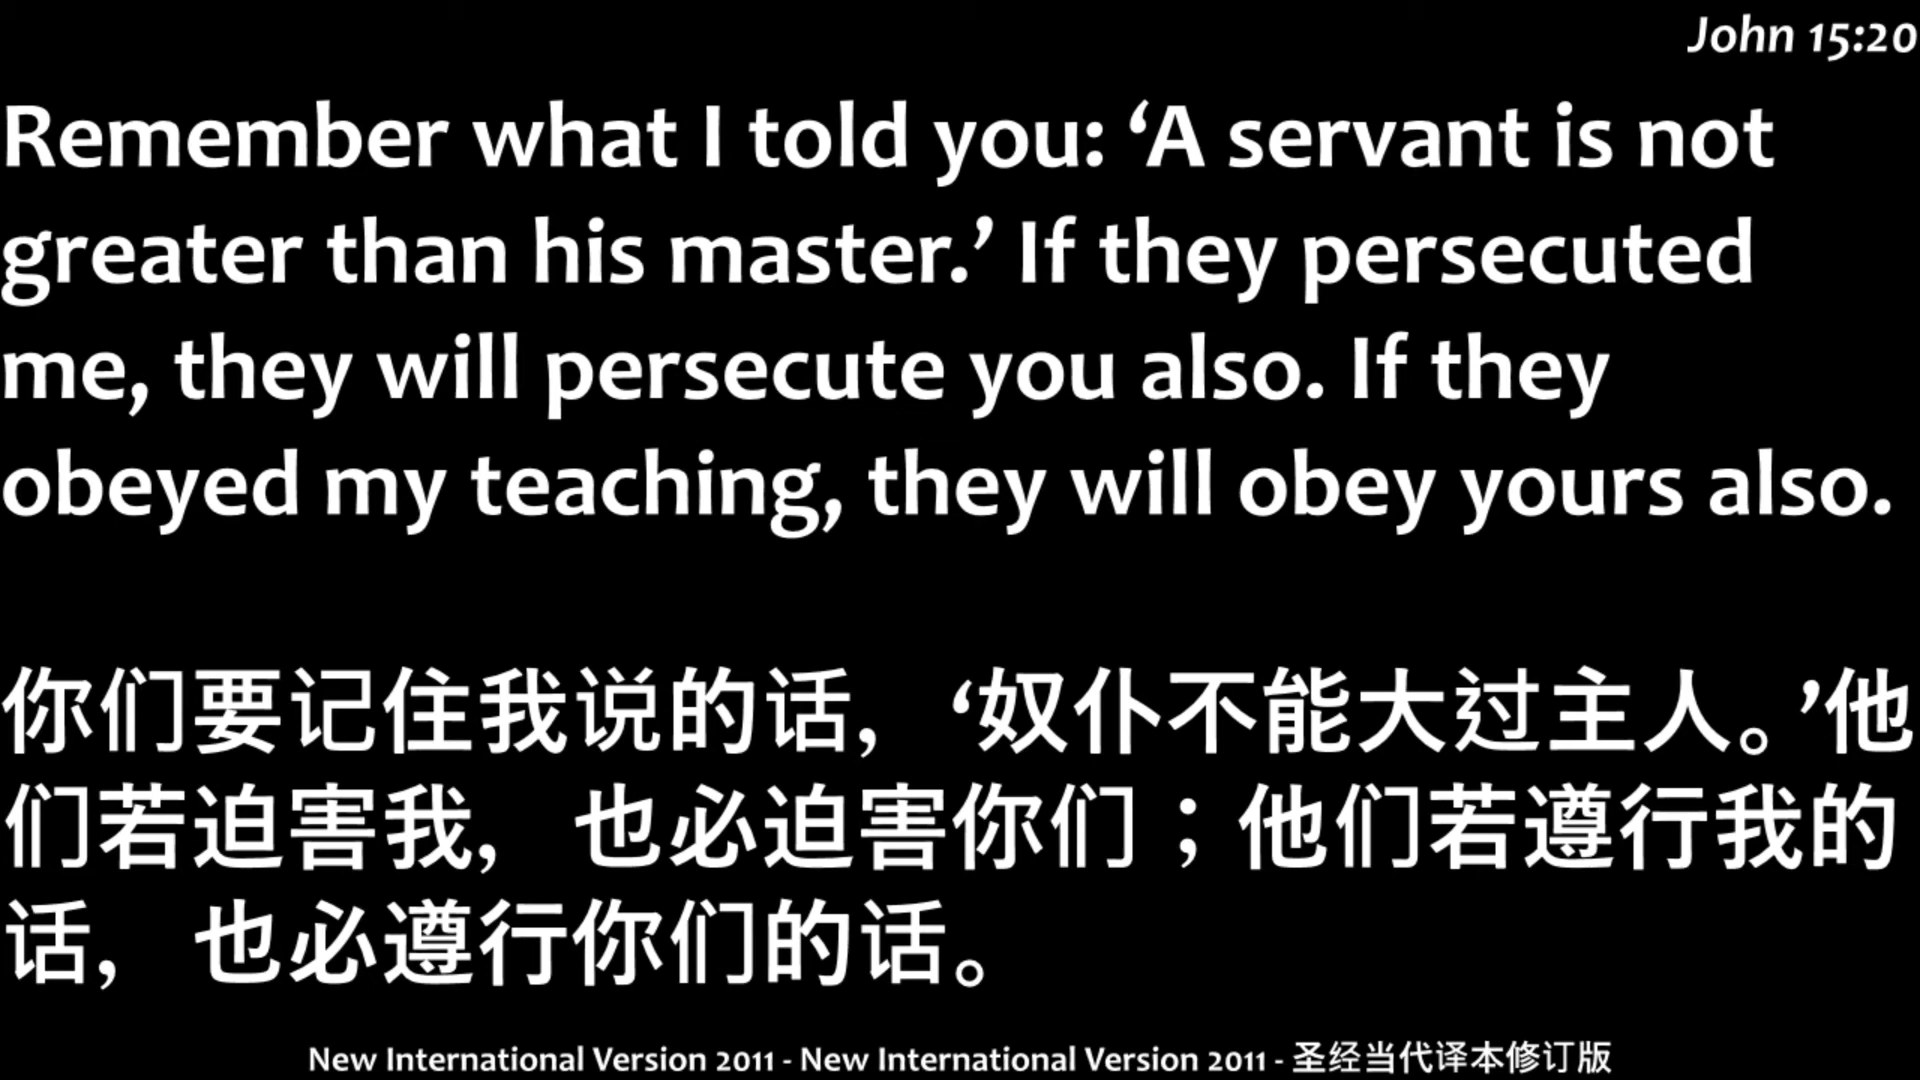 John 15:20
Remember what I told you: ‘A servant is not
greater than his master.’ If they persecuted
me, they will persecute you also. If they
obeyed my teaching, they will obey yours also.
你们要记住我说的话，‘奴仆不能大过主人。’他
们若迫害我，也必迫害你们；他们若遵行我的
话，也必遵行你们的话。
New International Version 2011 - New International Version 2011 - 圣经当代译本修订版